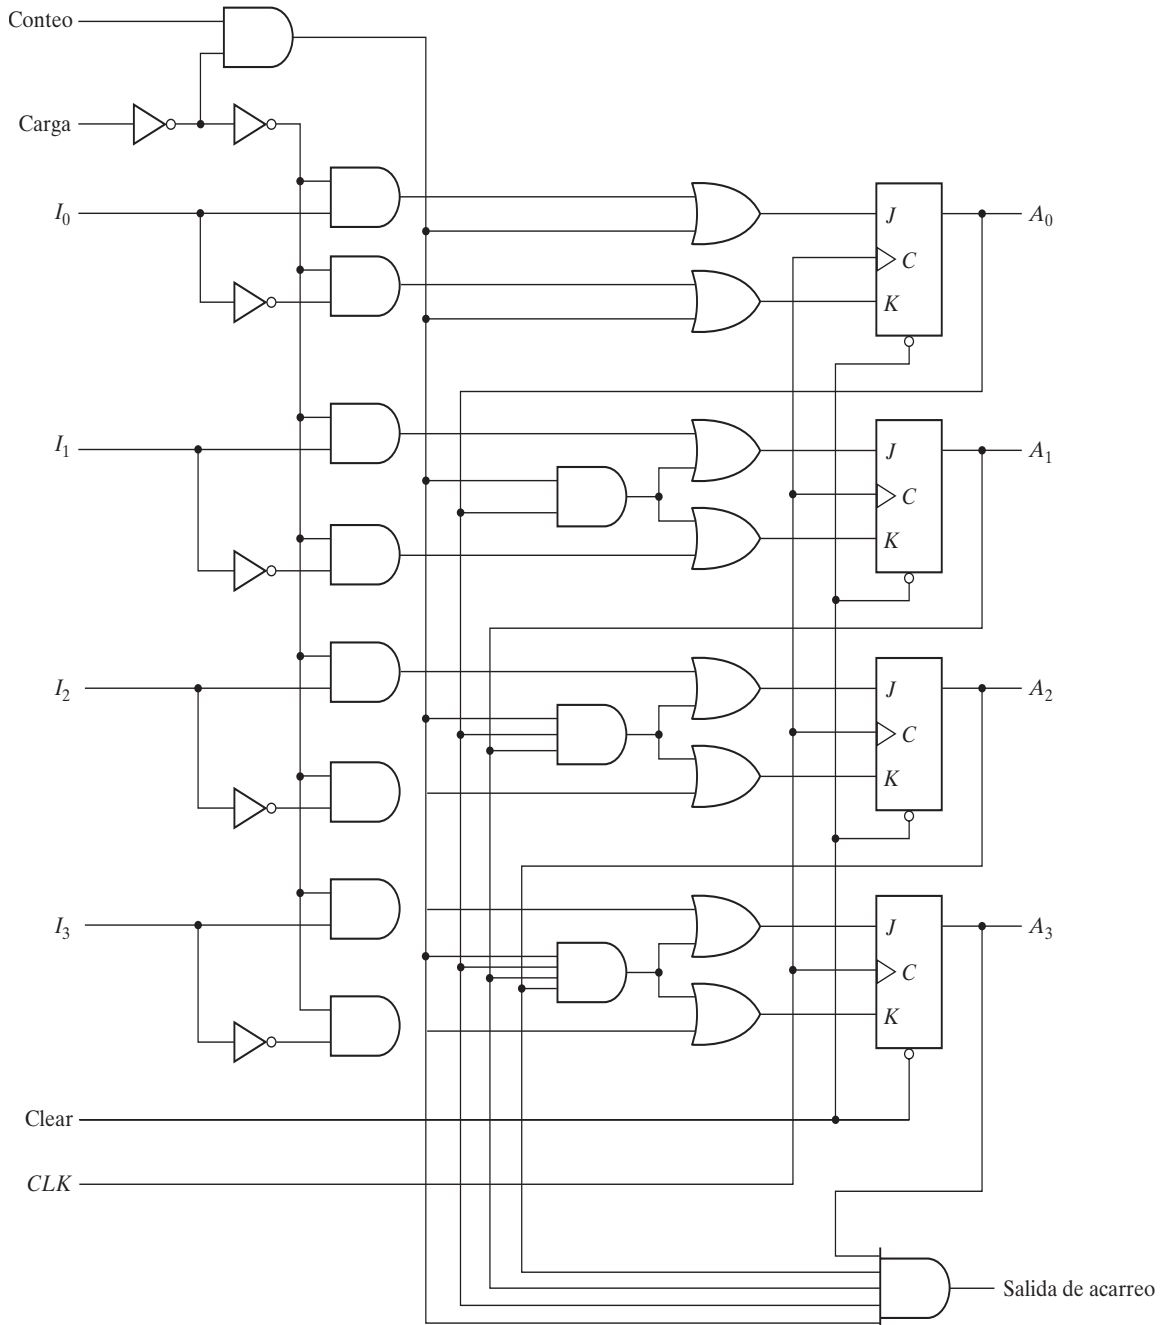 Conteo
Carga
I0
J
A0
C
K
I1
J
A1
C
K
I2
J
A2
C
K
I3
J
A3
C
K
Clear
CLK
Salida de acarreo